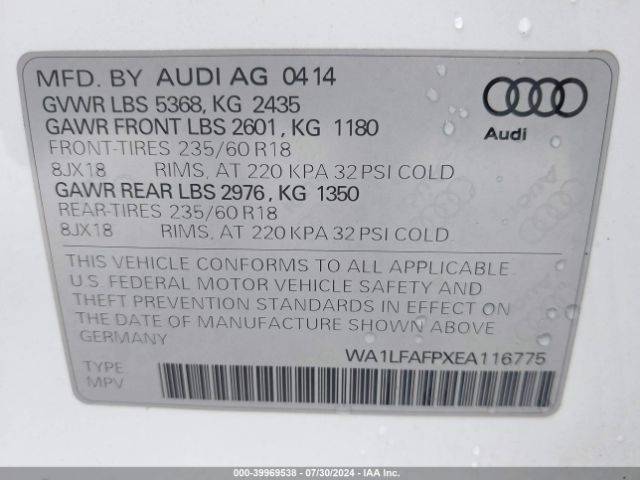 MFD. BY AUDI AG 0414
GVWR LBS 5368, KG 2435
GAWR FRONT LBS 2601, KG 1180
FRONT-TIRES 235/60 R18
8JX18 RIMS, AT 220 KPA 32 PSI COLD
GAWR REAR LBS 2976, KG 1350
REAR-TIRES 235/60 R18
8JX18 RIMS, AT 220 KPA 32 PSI COLD
Audi
THIS VEHICLE CONFORMS TO ALL APPLICABLE
U.S. FEDERAL MOTOR VEHICLE SAFETY AND
THEFT PREVENTION STANDARDS IN EFFECT ON
THE DATE OF MANUFACTURE SHOWN ABOVE
GERMANY
WA1LFAFPXEA116775
TYPE
MPV
000-39969538 - 07/30/2024 - IAA Inc.